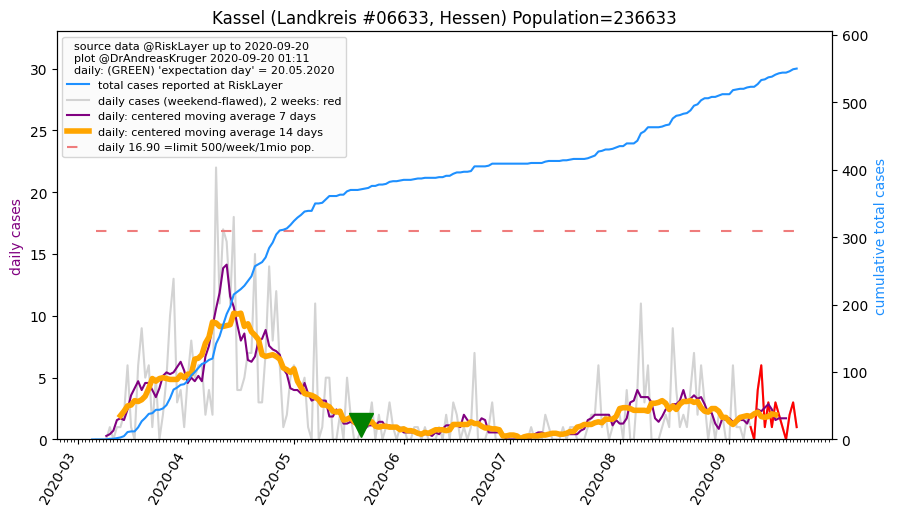 Kassel (Landkreis #06633, Hessen) Population=236633
source data @RiskLayer up to 2020-09-20
plot @DrAndreasKruger 2020-09-20 01:11
daily: (GREEN) 'expectation day' = 20.05.2020
total cases reported at RiskLayer
daily cases (weekend-flawed), 2 weeks: red
daily: centered moving average 7 days
daily: centered moving average 14 days
daily 16.90 =limit 500/week/1mio pop.
daily cases
30
25
20
15
10
5
0
cumulative total cases
600
500
400
300
200
100
0
2020-03
2020-04
2020-05
2020-06
2020-07
2020-08
2020-09